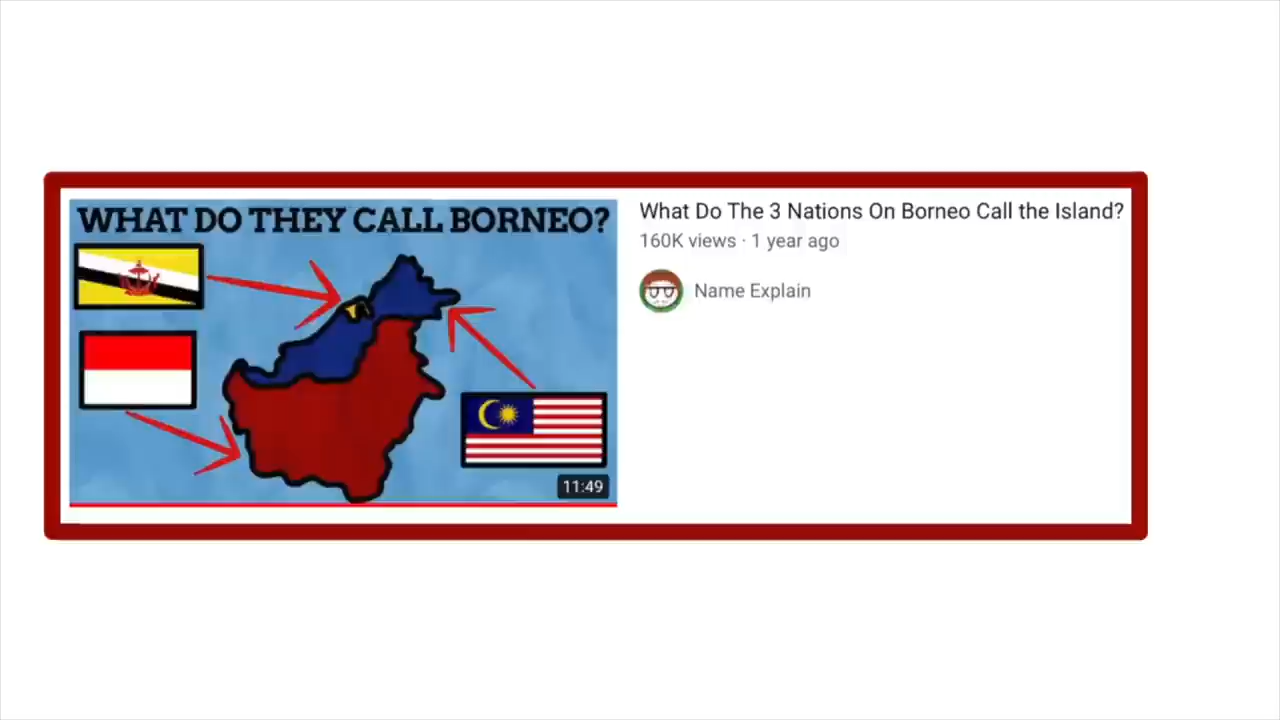 WHAT DO THEY CALL BORNEO?
11:49
What Do The 3 Nations On Borneo Call the Island?
160K views · 1 year ago
Name Explain